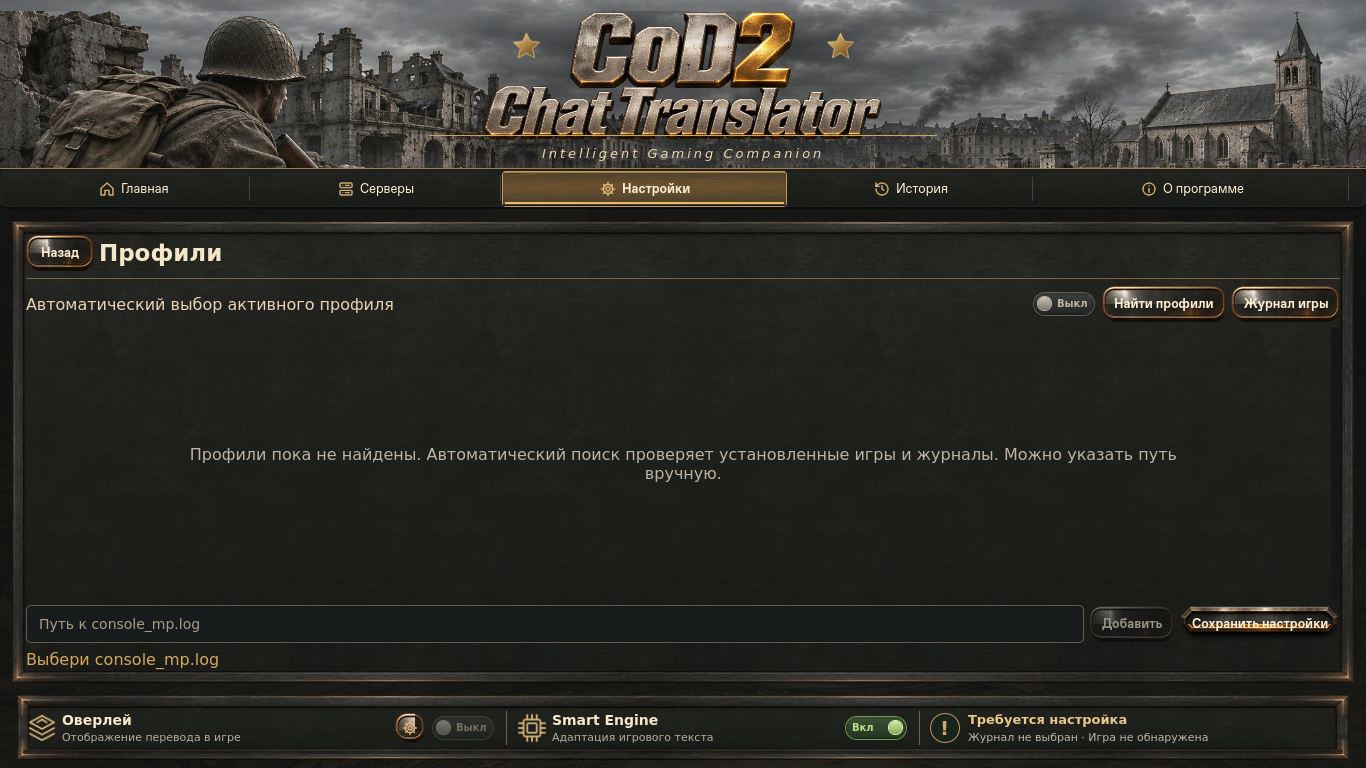 CoD2
Chat Translator
Intelligent Gaming Companion
Главная
Серверы
Настройки
История
О программе
Назад
Профили
Автоматический выбор активного профиля
Выкл
Найти профили
Журнал игры
Профили пока не найдены. Автоматический поиск проверяет установленные игры и журналы. Можно указать путь
вручную.
Путь к console_mp.log
Добавить
Сохранить настройки
Выбери console_mp.log
Оверлей
Отображение перевода в игре
Выкл
Smart Engine
Адаптация игрового текста
Вкл
Требуется настройка
Журнал не выбран · Игра не обнаружена